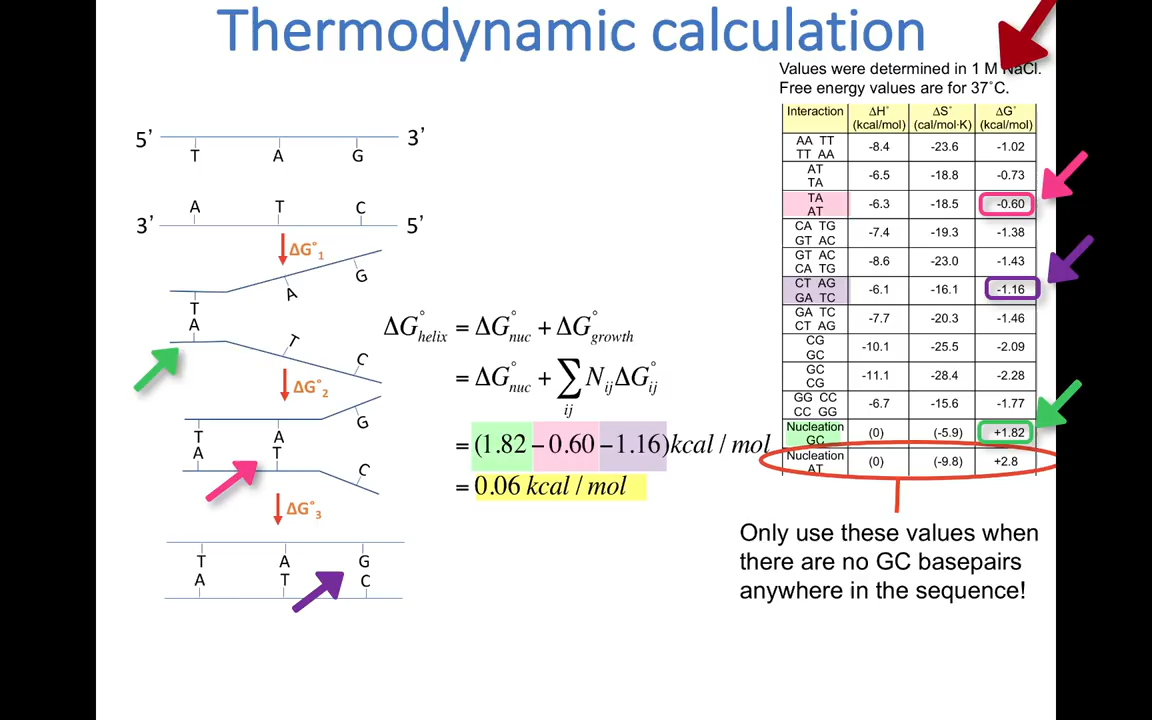 Thermodynamic calculation
Values were determined in 1 M NaCl.
Free energy values are for 37˚C.
5’ 3’
T A G
A T C
3’ 5’
ΔG˚1
G
A
T
A
T
C
ΔG˚2
G
T A
A T
C
ΔG˚3
T A G
A T C
ΔG°helix = ΔG°nuc + ΔG°growth
= ΔG°nuc + ∑ij NijΔG°ij
= (1.82 − 0.60 − 1.16)kcal / mol
= 0.06 kcal / mol
Interaction ΔH˚ (kcal/mol) ΔS˚ (cal/mol·K) ΔG˚ (kcal/mol)
AA TT
TT AA -8.4 -23.6 -1.02
AT
TA -6.5 -18.8 -0.73
TA
AT -6.3 -18.5 -0.60
CA TG
GT AC -7.4 -19.3 -1.38
GT AC
CA TG -8.6 -23.0 -1.43
CT AG
GA TC -6.1 -16.1 -1.16
GA TC
CT AG -7.7 -20.3 -1.46
CG
GC -10.1 -25.5 -2.09
GC
CG -11.1 -28.4 -2.28
GG CC
CC GG -6.7 -15.6 -1.77
Nucleation
GC (0) (-5.9) +1.82
Nucleation
AT (0) (-9.8) +2.8
Only use these values when
there are no GC basepairs
anywhere in the sequence!